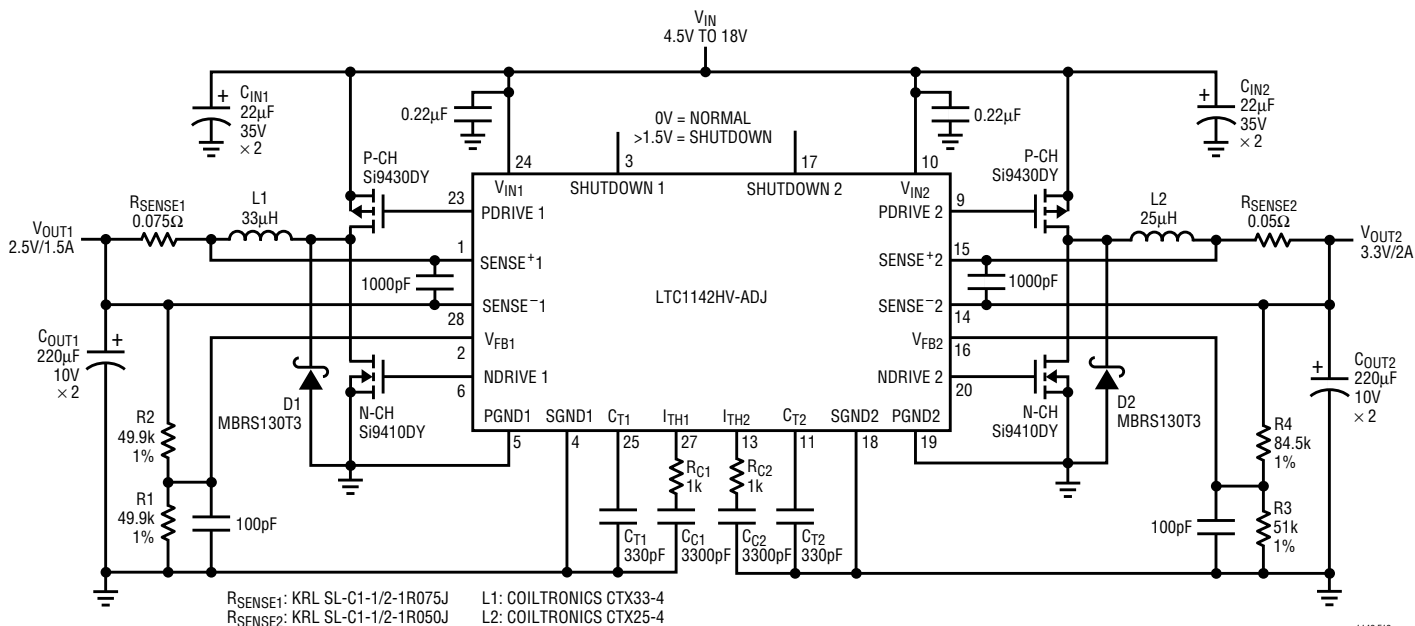 VIN
4.5V TO 18V
CIN1
22µF
35V
× 2
+
0.22µF
0V = NORMAL
>1.5V = SHUTDOWN
0.22µF
CIN2
22µF
35V
× 2
+
P-CH
Si9430DY
24
3
17
10
P-CH
Si9430DY
VIN1
SHUTDOWN 1
SHUTDOWN 2
VIN2
23
PDRIVE 1
PDRIVE 2
9
RSENSE1
0.075Ω
L1
33µH
L2
25µH
RSENSE2
0.05Ω
VOUT1
2.5V/1.5A
VOUT2
3.3V/2A
1
SENSE+1
SENSE+2
15
1000pF
1000pF
LTC1142HV-ADJ
SENSE−1
SENSE−2
28
14
VFB1
VFB2
2
16
COUT1
220µF
10V
× 2
+
COUT2
220µF
10V
× 2
+
NDRIVE 1
NDRIVE 2
6
20
D1
MBRS130T3
N-CH
Si9410DY
N-CH
Si9410DY
D2
MBRS130T3
PGND1
SGND1
CT1
ITH1
ITH2
CT2
SGND2
PGND2
5
4
25
27
13
11
18
19
R2
49.9k
1%
R4
84.5k
1%
RC1
1k
RC2
1k
R1
49.9k
1%
100pF
CT1
330pF
CC1
3300pF
CC2
3300pF
CT2
330pF
100pF
R3
51k
1%
RSENSE1: KRL SL-C1-1/2-1R075J L1: COILTRONICS CTX33-4
RSENSE2: KRL SL-C1-1/2-1R050J L2: COILTRONICS CTX25-4